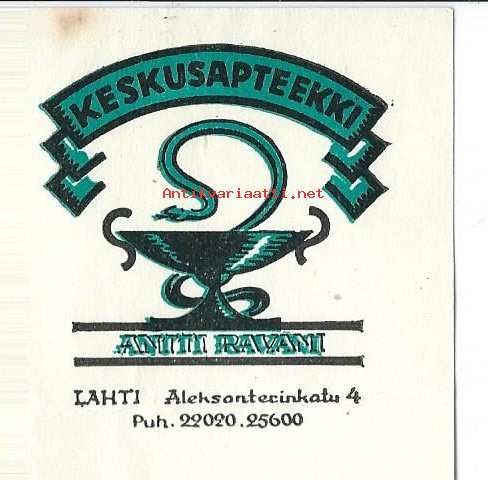 KESKUSAPTEEKKI
Antikvariaatti.net
ANTTI RAVANI
LAHTI Aleksanterinkatu 4
Puh. 22020. 25600